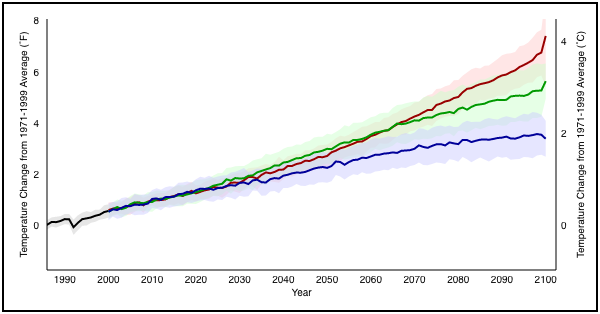 Temperature Change from 1971-1999 Average (˚F)
8
6
4
2
0
1990 2000 2010 2020 2030 2040 2050 2060 2070 2080 2090 2100
Year
4
2
0
Temperature Change from 1971-1999 Average (˚C)